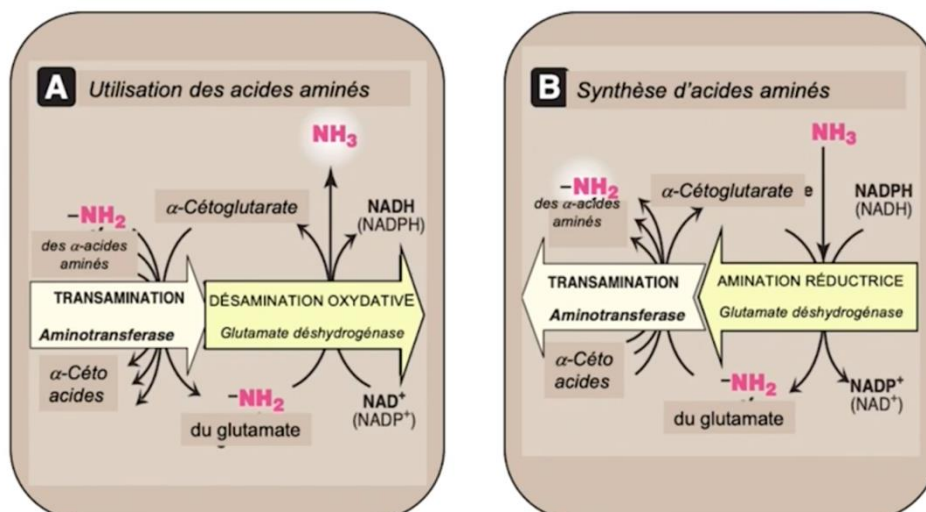 A Utilisation des acides aminés
NH₃
–NH₂
α-Cétoglutarate
NADH
(NADPH)
des α-acides
aminés
TRANSAMINATION
Aminotransferase
DÉSAMINATION OXYDATIVE
Glutamate déshydrogénase
α-Céto
acides
–NH₂
du glutamate
NAD⁺
(NADP⁺)
B Synthèse d'acides aminés
NH₃
–NH₂
des α-acides
aminés
α-Cétoglutarate e
NADPH
(NADH)
TRANSAMINATION
Aminotransferase
AMINATION RÉDUCTRICE
Glutamate déshydrogénase
α-Céto
acides
–NH₂
du glutamate
NADP⁺
(NAD⁺)